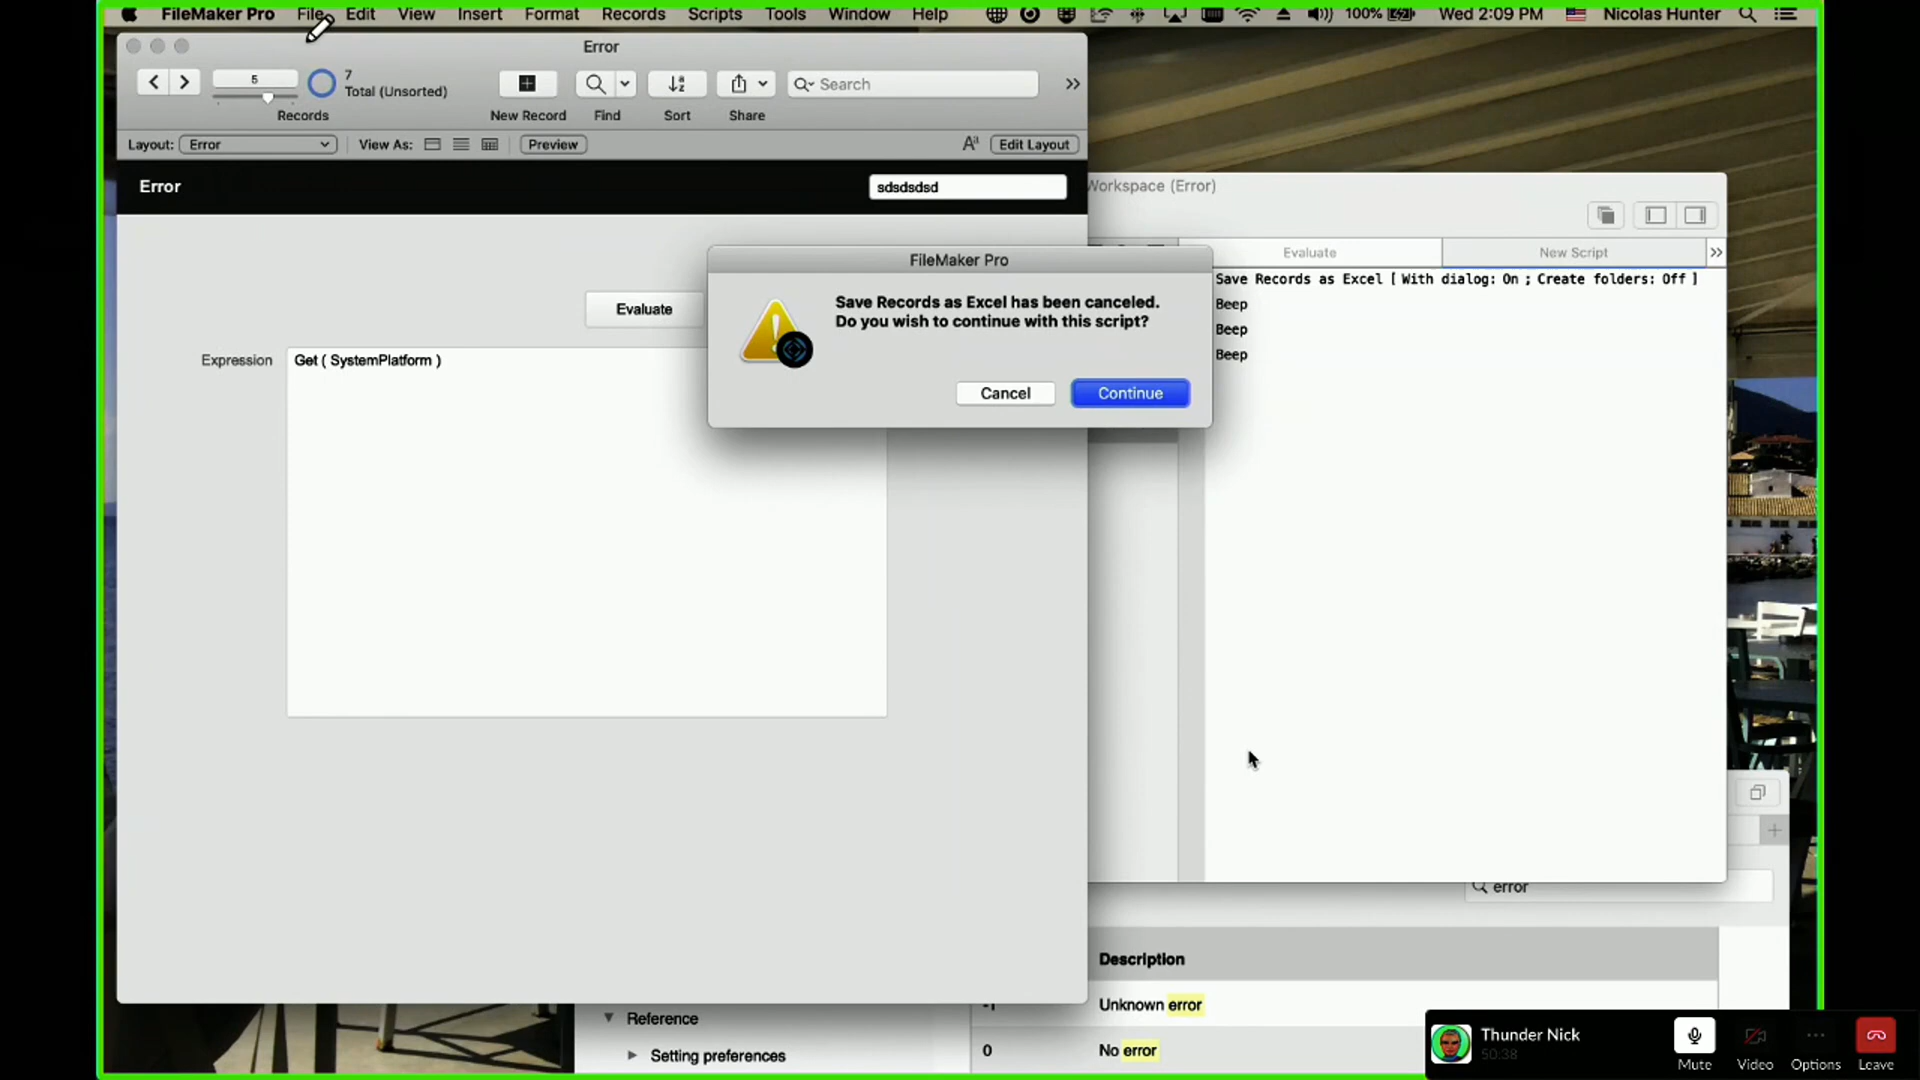 FileMaker Pro File Edit View Insert Format Records Scripts Tools Window Help 100% Wed 2:09 PM Nicolas Hunter
Error
5
7
Total (Unsorted)
Search
Records New Record Find Sort Share
Layout: Error View As: Preview Aª Edit Layout
Error sdsdsdsd
Workspace (Error)
Evaluate New Script
Save Records as Excel [ With dialog: On ; Create folders: Off ]
Beep
Beep
Beep
FileMaker Pro
Save Records as Excel has been canceled.
Do you wish to continue with this script?
Cancel Continue
Evaluate
Expression Get ( SystemPlatform )
error
Description
-1 Unknown error
Reference
0 No error
Setting preferences
Thunder Nick
50:38
Mute Video Options Leave